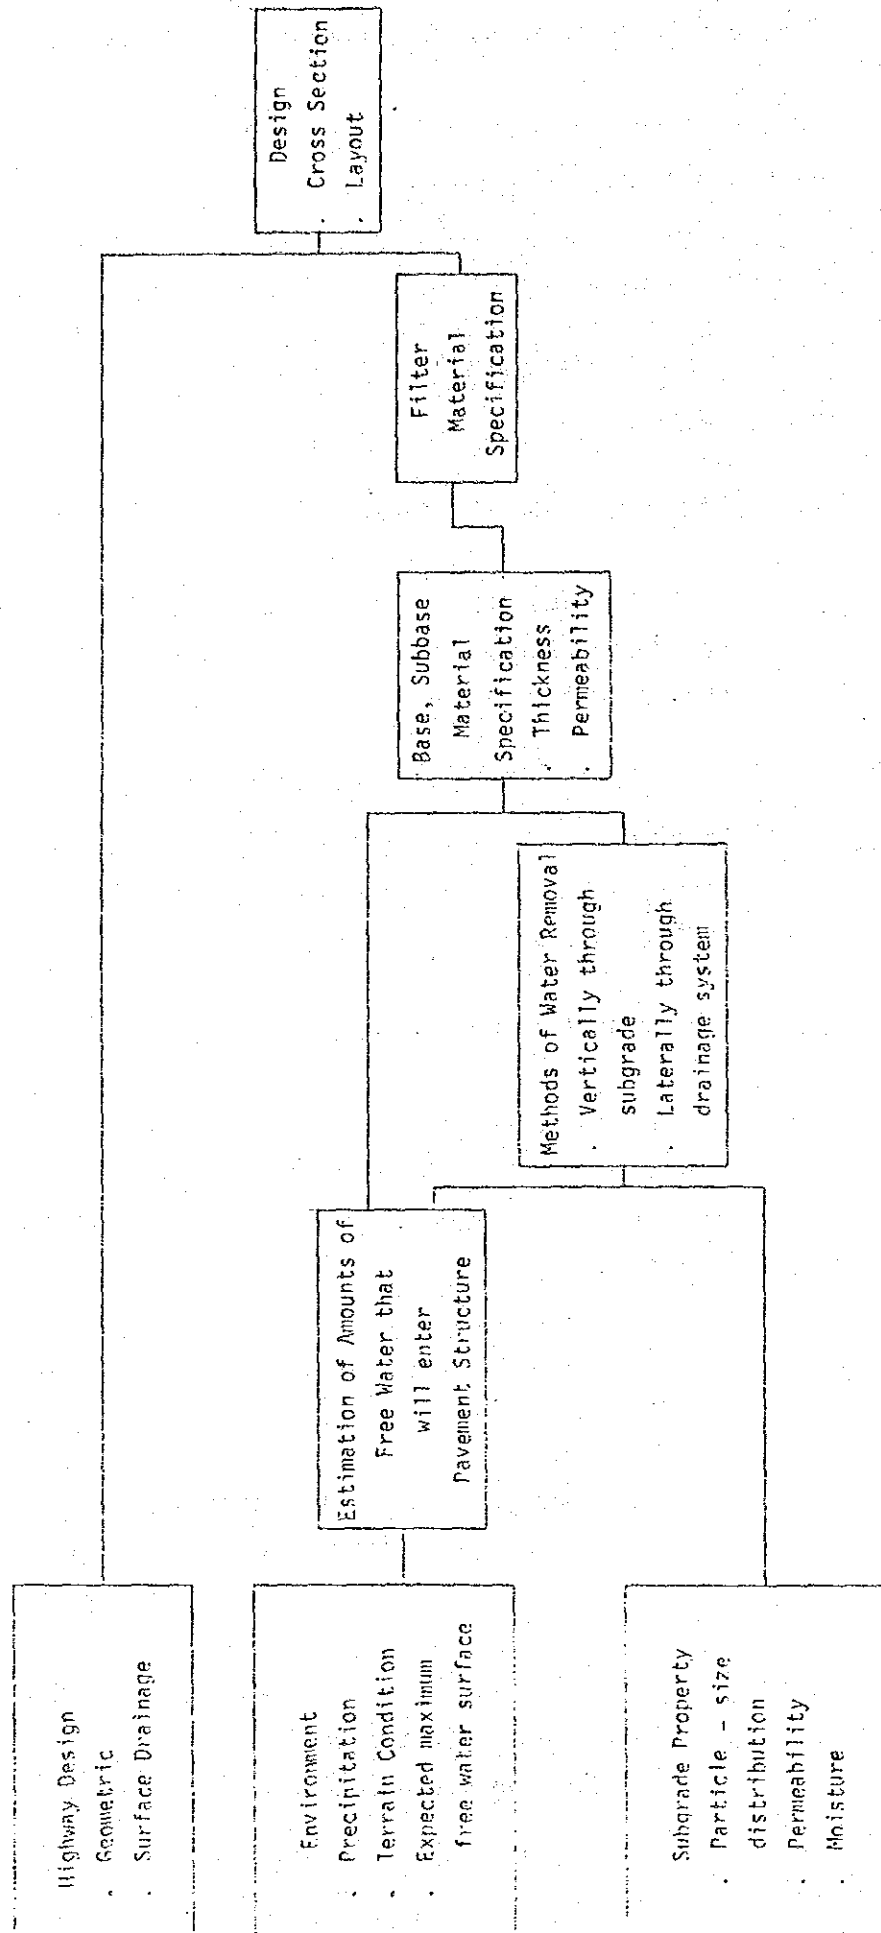 Highway Design
. Geometric
. Surface Drainage
Environment
. Precipitation
. Terrain Condition
. Expected maximum
free water surface
Subgrade Property
. Particle - size
distribution
. Permeability
. Moisture
Estimation of Amounts of
Free Water that
will enter
Pavement Structure
Methods of Water Removal
. Vertically through
subgrade
. Laterally through
drainage system
Base, Subbase
Material
Specification
. Thickness
. Permeability
Filter
Material
Specification
Design
. Cross Section
. Layout